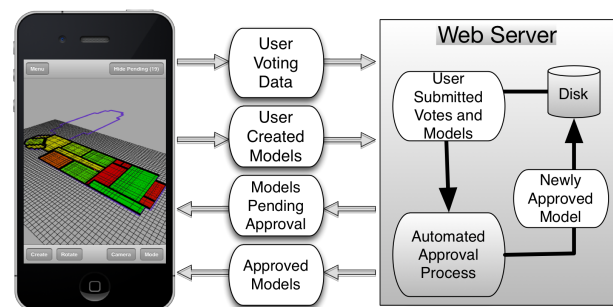 Menu
Hide Pending (19)
Create
Rotate
Camera
Mode
User
Voting
Data
User
Created
Models
Models
Pending
Approval
Approved
Models
Web Server
User
Submitted
Votes and
Models
Disk
Newly
Approved
Model
Automated
Approval
Process